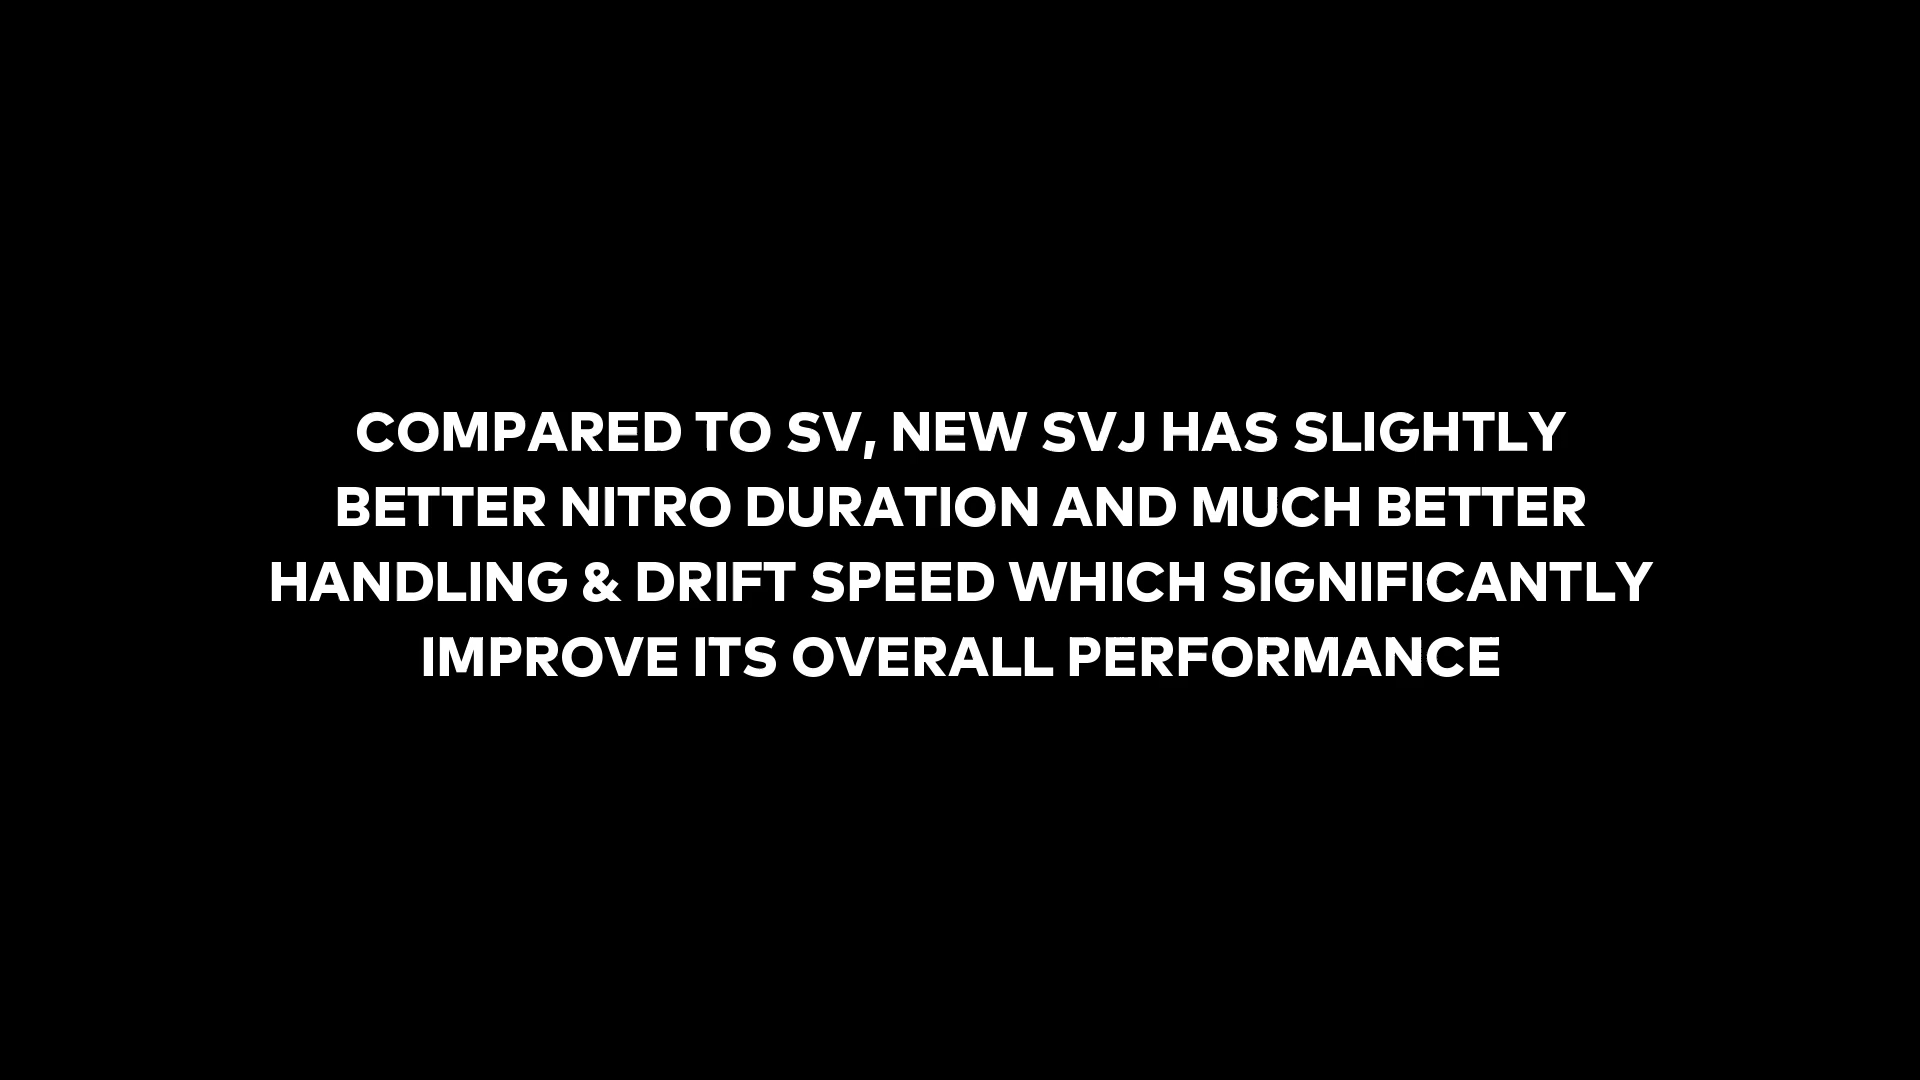 COMPARED TO SV, NEW SVJ HAS SLIGHTLY
BETTER NITRO DURATION AND MUCH BETTER
HANDLING & DRIFT SPEED WHICH SIGNIFICANTLY
IMPROVE ITS OVERALL PERFORMANCE